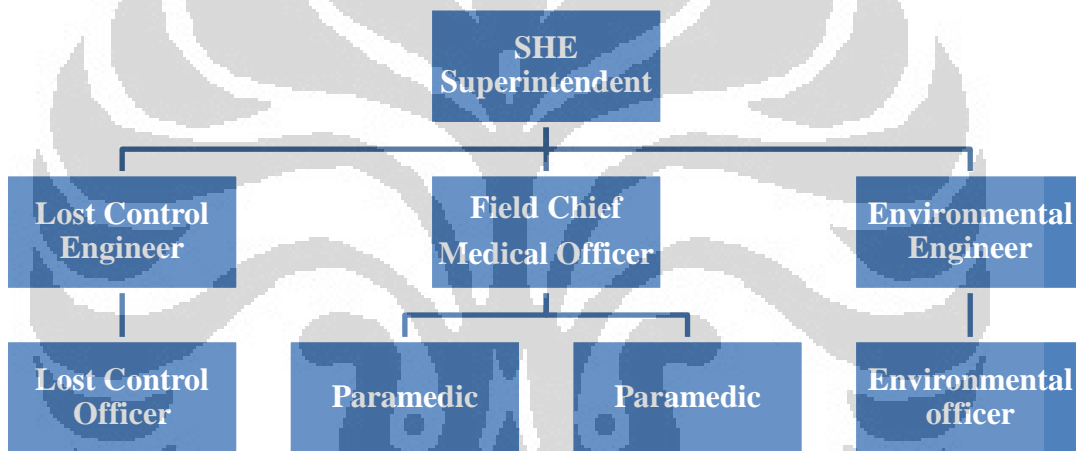 SHE
Superintendent
Lost Control
Engineer
Field Chief
Medical Officer
Environmental
Engineer
Lost Control
Officer
Paramedic
Paramedic
Environmental
officer